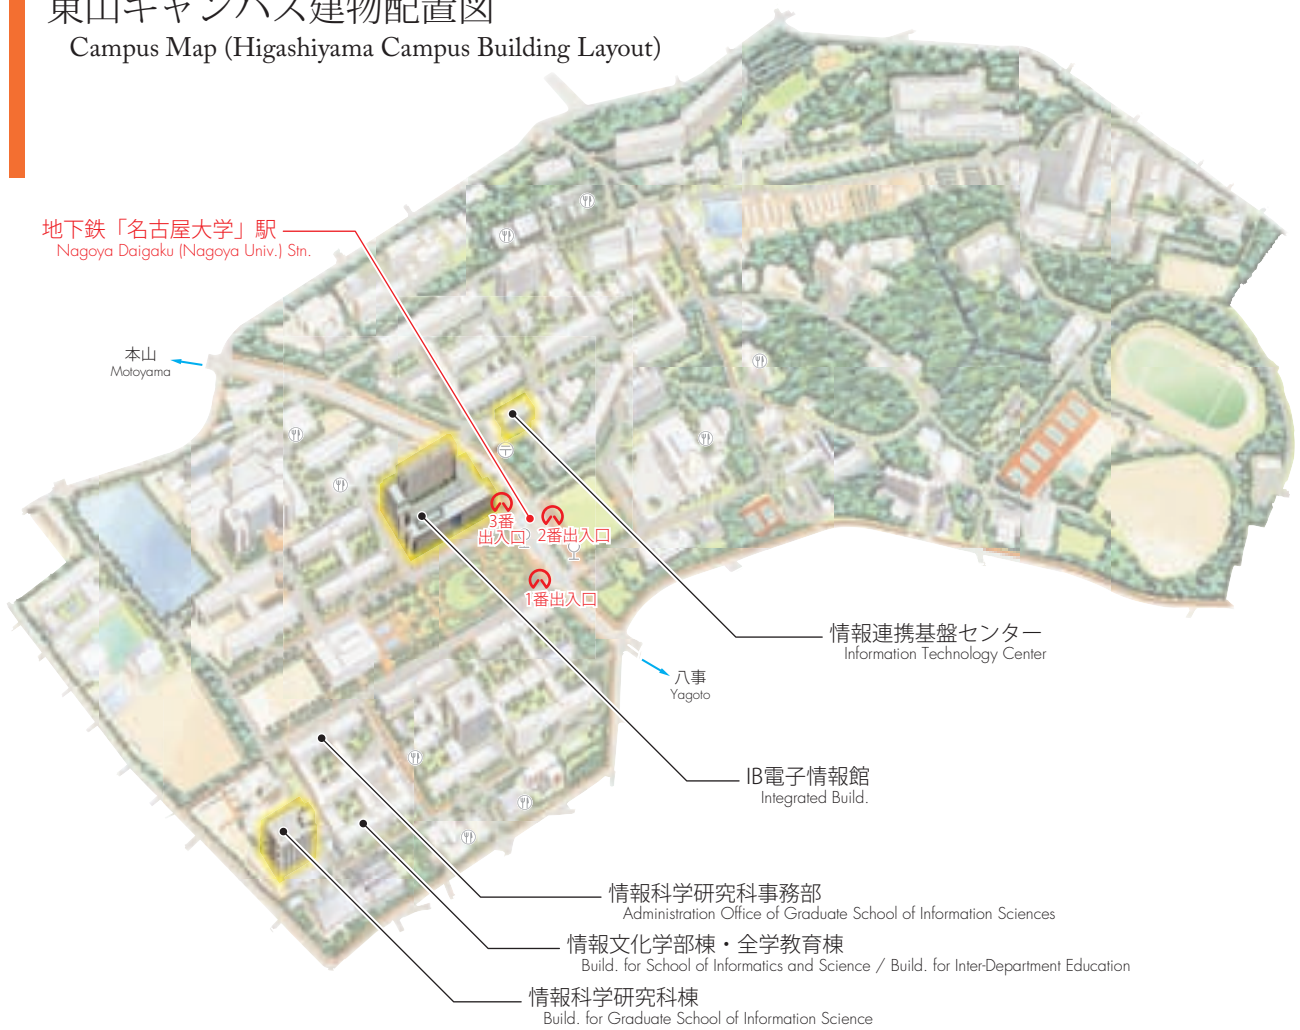 東山キャンパス建物配置図
Campus Map (Higashiyama Campus Building Layout)
地下鉄「名古屋大学」駅
Nagoya Daigaku (Nagoya Univ.) Stn.
本山
Motoyama
〒
3番
出入口
2番出入口
1番出入口
情報連携基盤センター
Information Technology Center
八事
Yagoto
IB電子情報館
Integrated Build.
情報科学研究科事務部
Administration Office of Graduate School of Information Sciences
情報文化学部棟・全学教育棟
Build. for School of Informatics and Science / Build. for Inter-Department Education
情報科学研究科棟
Build. for Graduate School of Information Science